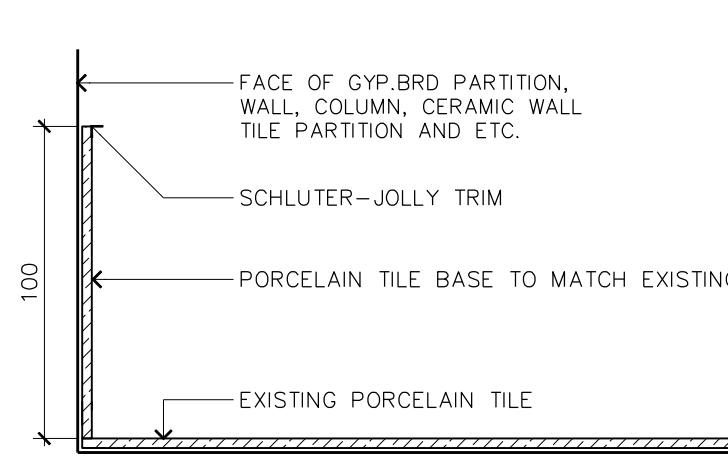 FACE OF GYP.BRD PARTITION,
WALL, COLUMN, CERAMIC WALL
TILE PARTITION AND ETC.
SCHLUTER-JOLLY TRIM
100
PORCELAIN TILE BASE TO MATCH EXISTING
EXISTING PORCELAIN TILE